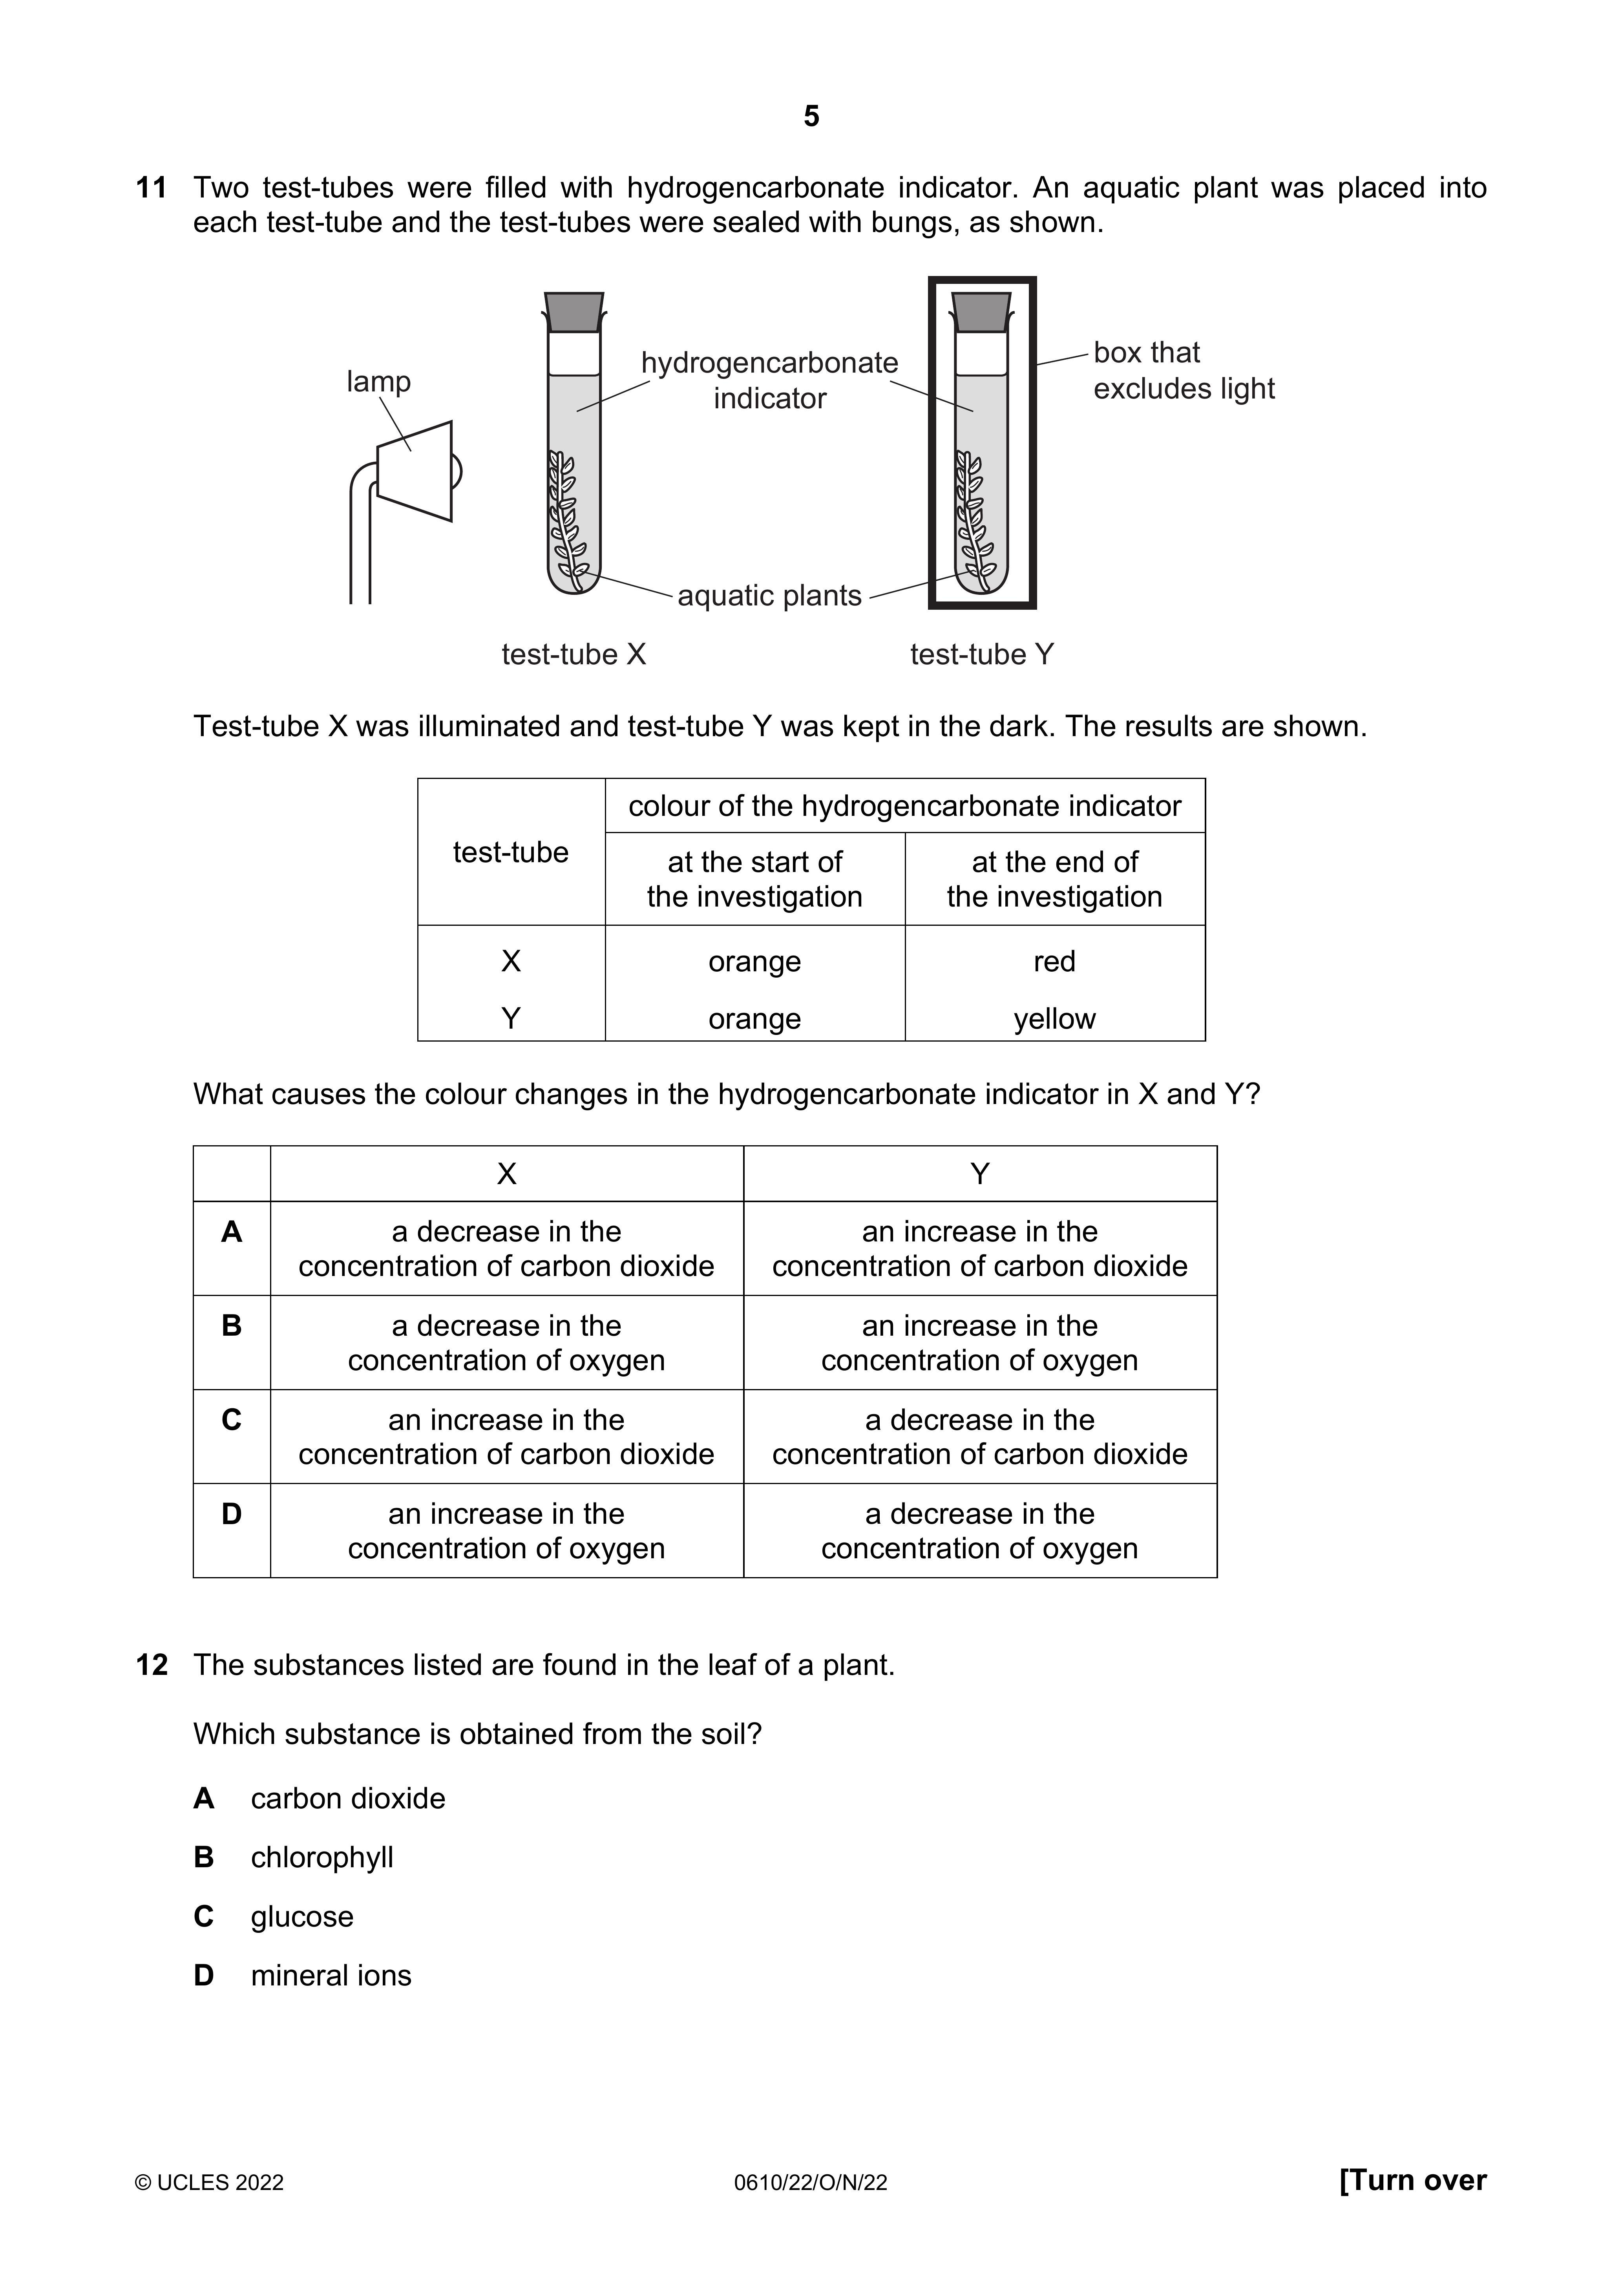 5
11 Two test-tubes were filled with hydrogencarbonate indicator. An aquatic plant was placed into
each test-tube and the test-tubes were sealed with bungs, as shown.
lamp
hydrogencarbonate
indicator
box that
excludes light
aquatic plants
test-tube X
test-tube Y
Test-tube X was illuminated and test-tube Y was kept in the dark. The results are shown.
test-tube
colour of the hydrogencarbonate indicator
at the start of
the investigation
at the end of
the investigation
X orange red
Y orange yellow
What causes the colour changes in the hydrogencarbonate indicator in X and Y?
X Y
A a decrease in the
concentration of carbon dioxide
an increase in the
concentration of carbon dioxide
B a decrease in the
concentration of oxygen
an increase in the
concentration of oxygen
C an increase in the
concentration of carbon dioxide
a decrease in the
concentration of carbon dioxide
D an increase in the
concentration of oxygen
a decrease in the
concentration of oxygen
12 The substances listed are found in the leaf of a plant.
Which substance is obtained from the soil?
A carbon dioxide
B chlorophyll
C glucose
D mineral ions
© UCLES 2022 0610/22/O/N/22 [Turn over